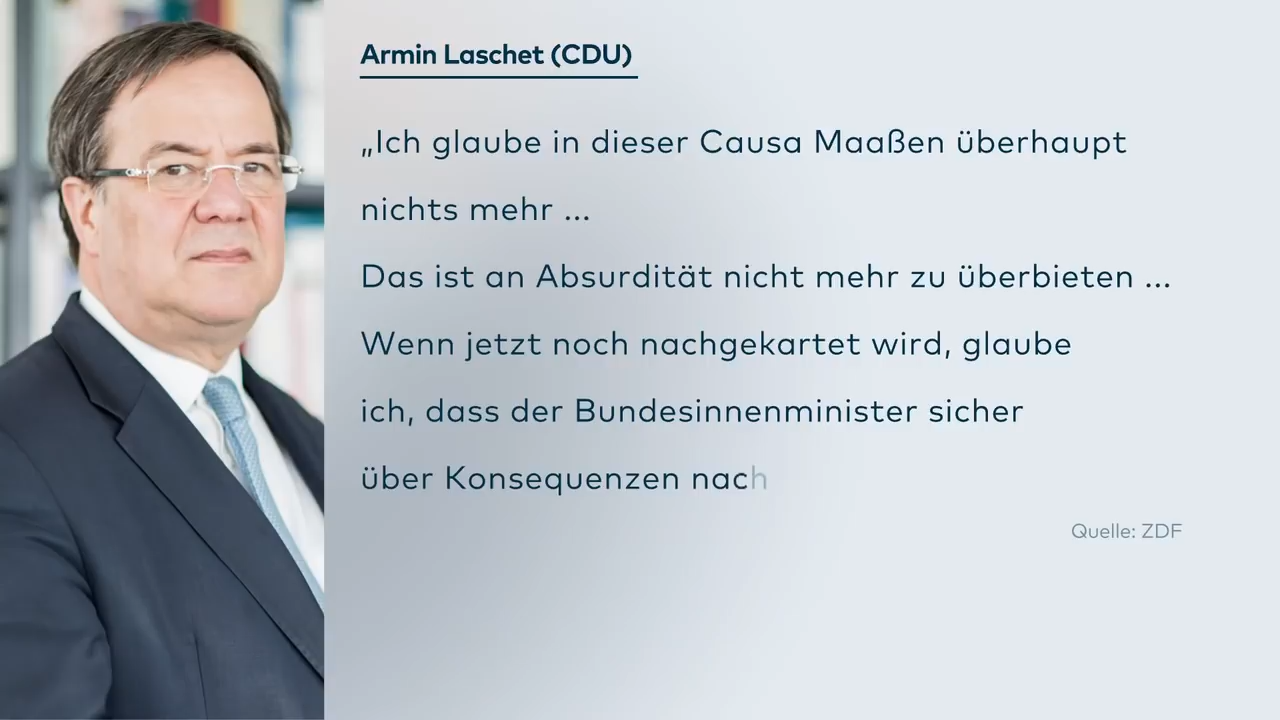 Armin Laschet (CDU)
„Ich glaube in dieser Causa Maaßen überhaupt
nichts mehr ...
Das ist an Absurdität nicht mehr zu überbieten ...
Wenn jetzt noch nachgekartet wird, glaube
ich, dass der Bundesinnenminister sicher
über Konsequenzen nach
Quelle: ZDF